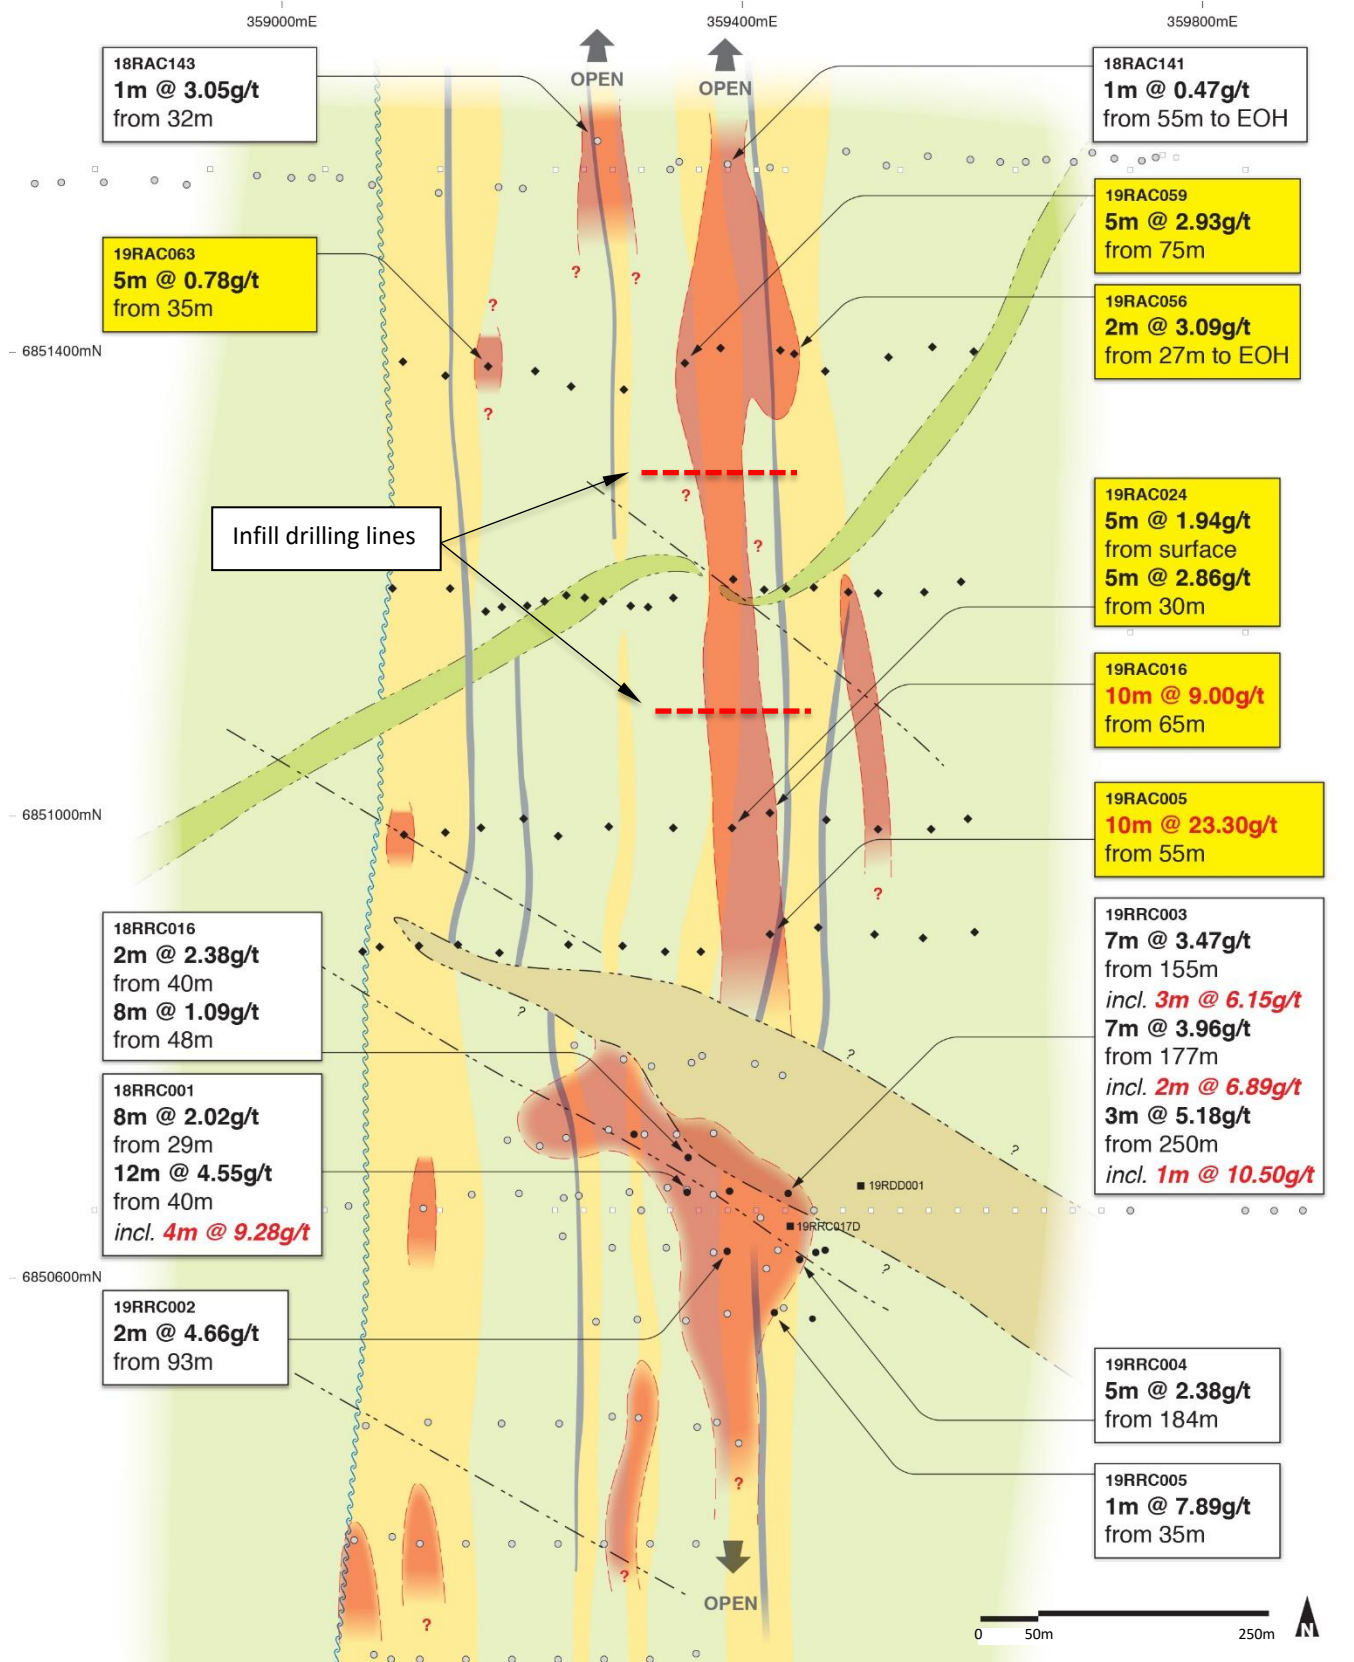 359000mE
359400mE
359800mE
18RAC143
1m @ 3.05g/t
from 32m
OPEN
OPEN
18RAC141
1m @ 0.47g/t
from 55m to EOH
19RAC059
5m @ 2.93g/t
from 75m
19RAC063
5m @ 0.78g/t
from 35m
?
?
?
19RAC056
2m @ 3.09g/t
from 27m to EOH
6851400mN
?
?
19RAC024
5m @ 1.94g/t
from surface
5m @ 2.86g/t
from 30m
Infill drilling lines
?
19RAC016
10m @ 9.00g/t
from 65m
6851000mN
19RAC005
10m @ 23.30g/t
from 55m
?
18RRC016
2m @ 2.38g/t
from 40m
8m @ 1.09g/t
from 48m
19RRC003
7m @ 3.47g/t
from 155m
incl. 3m @ 6.15g/t
7m @ 3.96g/t
from 177m
incl. 2m @ 6.89g/t
3m @ 5.18g/t
from 250m
incl. 1m @ 10.50g/t
?
?
?
18RRC001
8m @ 2.02g/t
from 29m
12m @ 4.55g/t
from 40m
incl. 4m @ 9.28g/t
19RDD001
19RRC017D
?
6850600mN
19RRC002
2m @ 4.66g/t
from 93m
19RRC004
5m @ 2.38g/t
from 184m
19RRC005
1m @ 7.89g/t
from 35m
?
?
?
OPEN
0 50m 250m
N